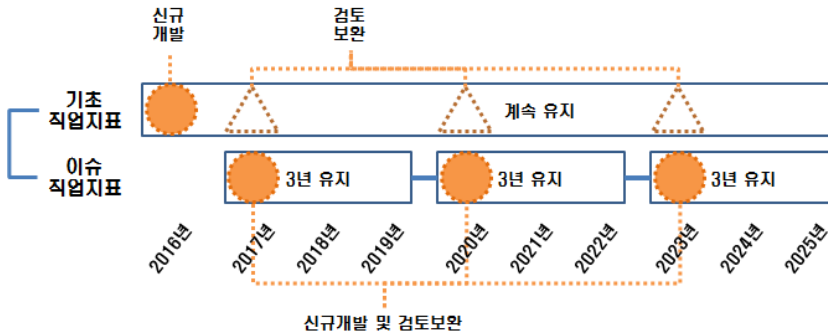 신규
개발
검토
보환
기초
직업지표
계속 유지
이슈
직업지표
3년 유지
3년 유지
3년 유지
2016년
2017년
2018년
2019년
2020년
2021년
2022년
2023년
2024년
2025년
신규개발 및 검토보환